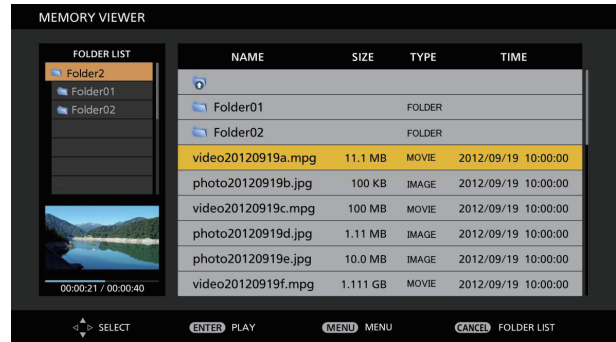 MEMORY VIEWER
FOLDER LIST
Folder2
Folder01
Folder02
00:00:21 / 00:00:40
NAME SIZE TYPE TIME
Folder01 FOLDER
Folder02 FOLDER
video20120919a.mpg 11.1 MB MOVIE 2012/09/19 10:00:00
photo20120919b.jpg 100 KB IMAGE 2012/09/19 10:00:00
video20120919c.mpg 100 MB MOVIE 2012/09/19 10:00:00
photo20120919d.jpg 1.11 MB IMAGE 2012/09/19 10:00:00
photo20120919e.jpg 10.0 MB IMAGE 2012/09/19 10:00:00
video20120919f.mpg 1.111 GB MOVIE 2012/09/19 10:00:00
SELECT ENTER PLAY MENU MENU CANCEL FOLDER LIST